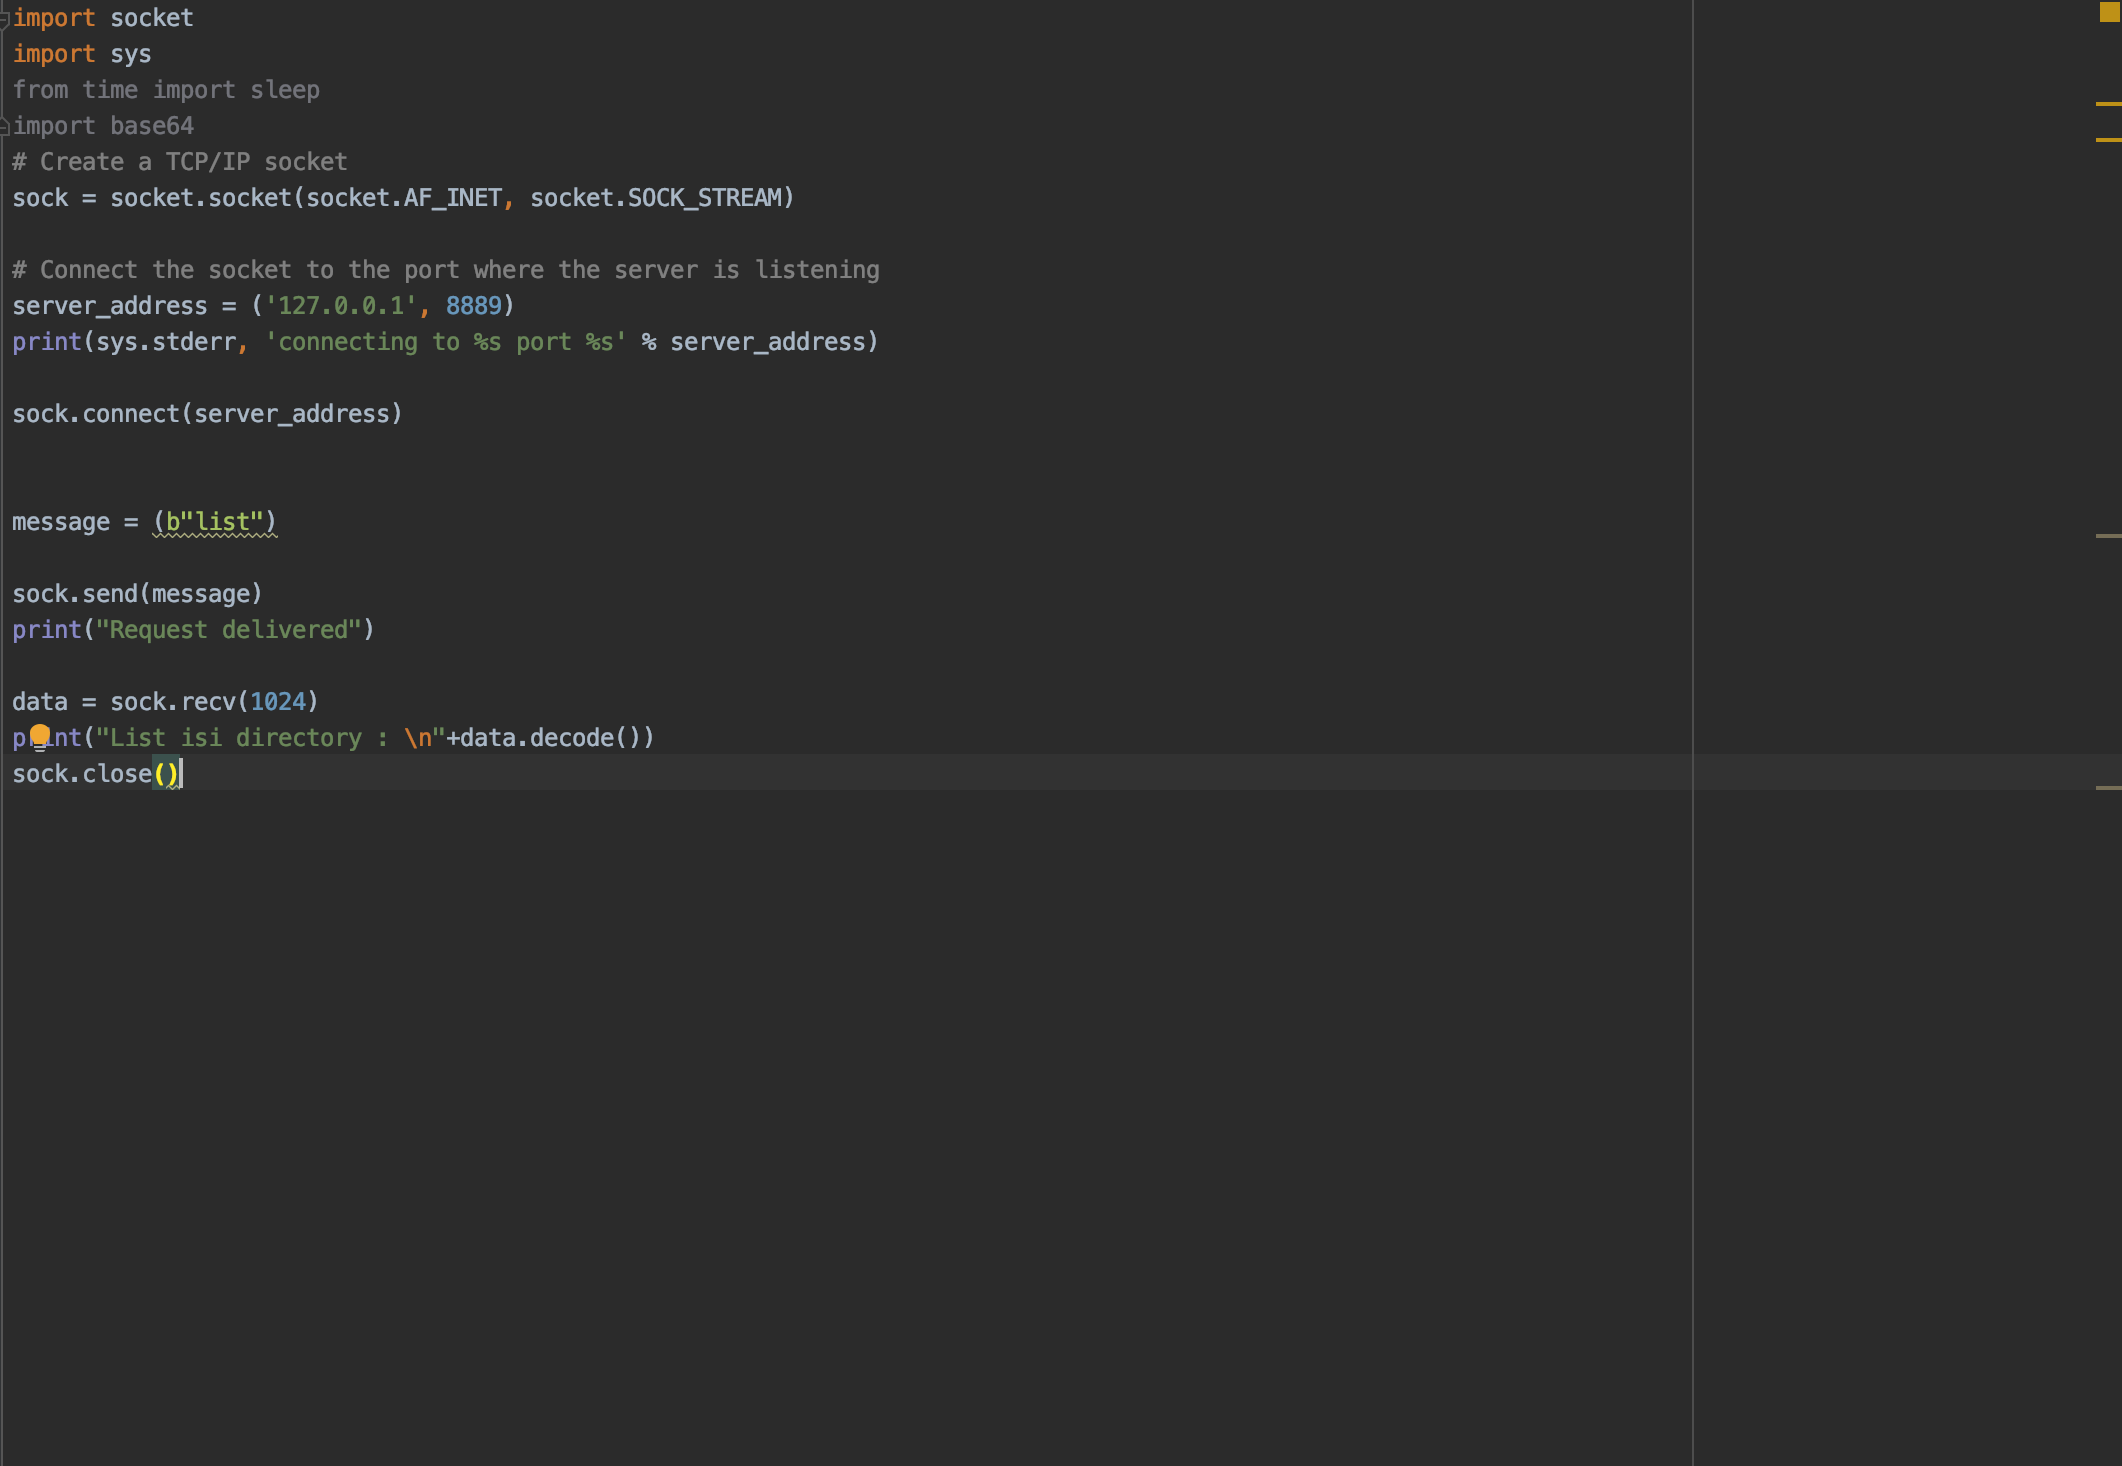 import socket
import sys
from time import sleep
import base64
# Create a TCP/IP socket
sock = socket.socket(socket.AF_INET, socket.SOCK_STREAM)
# Connect the socket to the port where the server is listening
server_address = ('127.0.0.1', 8889)
print(sys.stderr, 'connecting to %s port %s' % server_address)
sock.connect(server_address)
message = (b"list")
sock.send(message)
print("Request delivered")
data = sock.recv(1024)
print("List isi directory : \n"+data.decode())
sock.close()